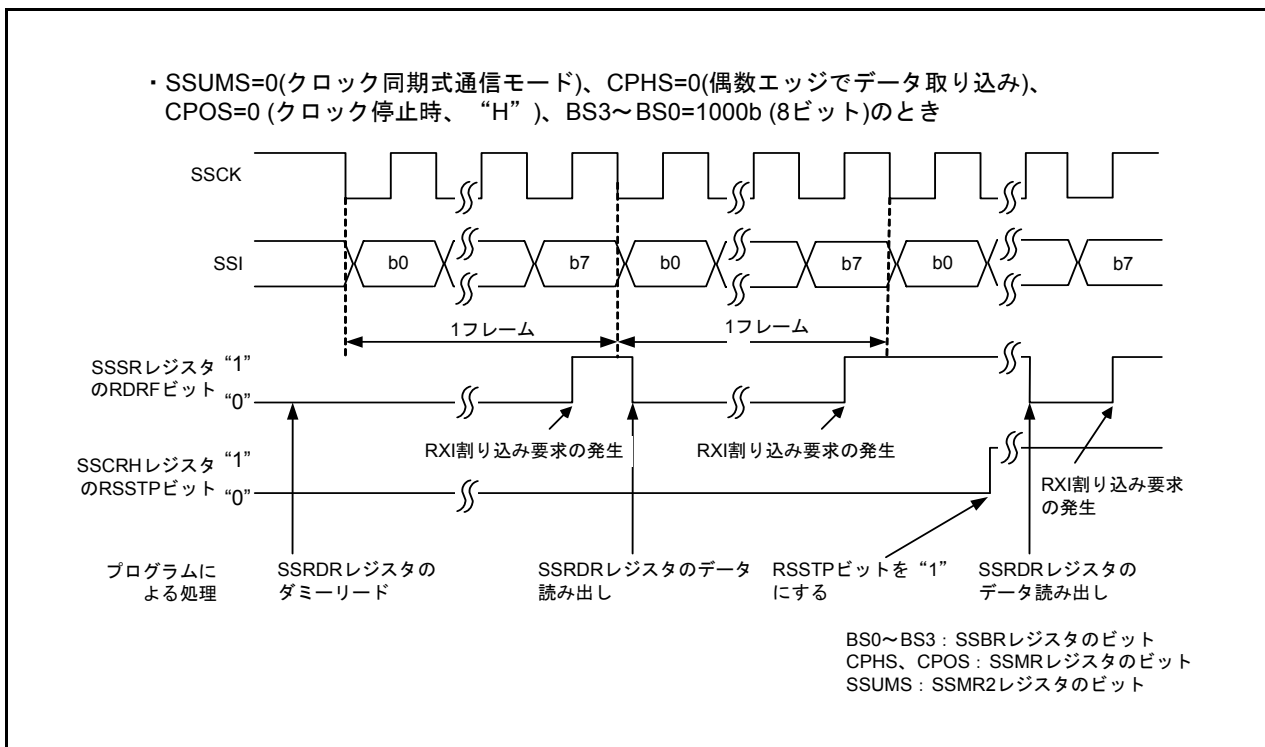 ・SSUMS=0(クロック同期式通信モード)、CPHS=0(偶数エッジでデータ取り込み)、
CPOS=0 (クロック停止時、 “H”)、BS3〜BS0=1000b (8ビット)のとき
SSCK
SSI
b0
b7
b0
b7
b0
b7
1フレーム
1フレーム
SSSRレジスタ “1”
のRDRFビット
“0”
RXI割り込み要求の発生
RXI割り込み要求の発生
SSCRHレジスタ “1”
のRSSTPビット
“0”
RXI割り込み要求
の発生
プログラムに
よる処理
SSRDRレジスタの
ダミーリード
SSRDRレジスタのデータ
読み出し
RSSTPビットを “1”
にする
SSRDRレジスタの
データ読み出し
BS0〜BS3：SSBRレジスタのビット
CPHS、CPOS：SSMRレジスタのビット
SSUMS：SSMR2レジスタのビット